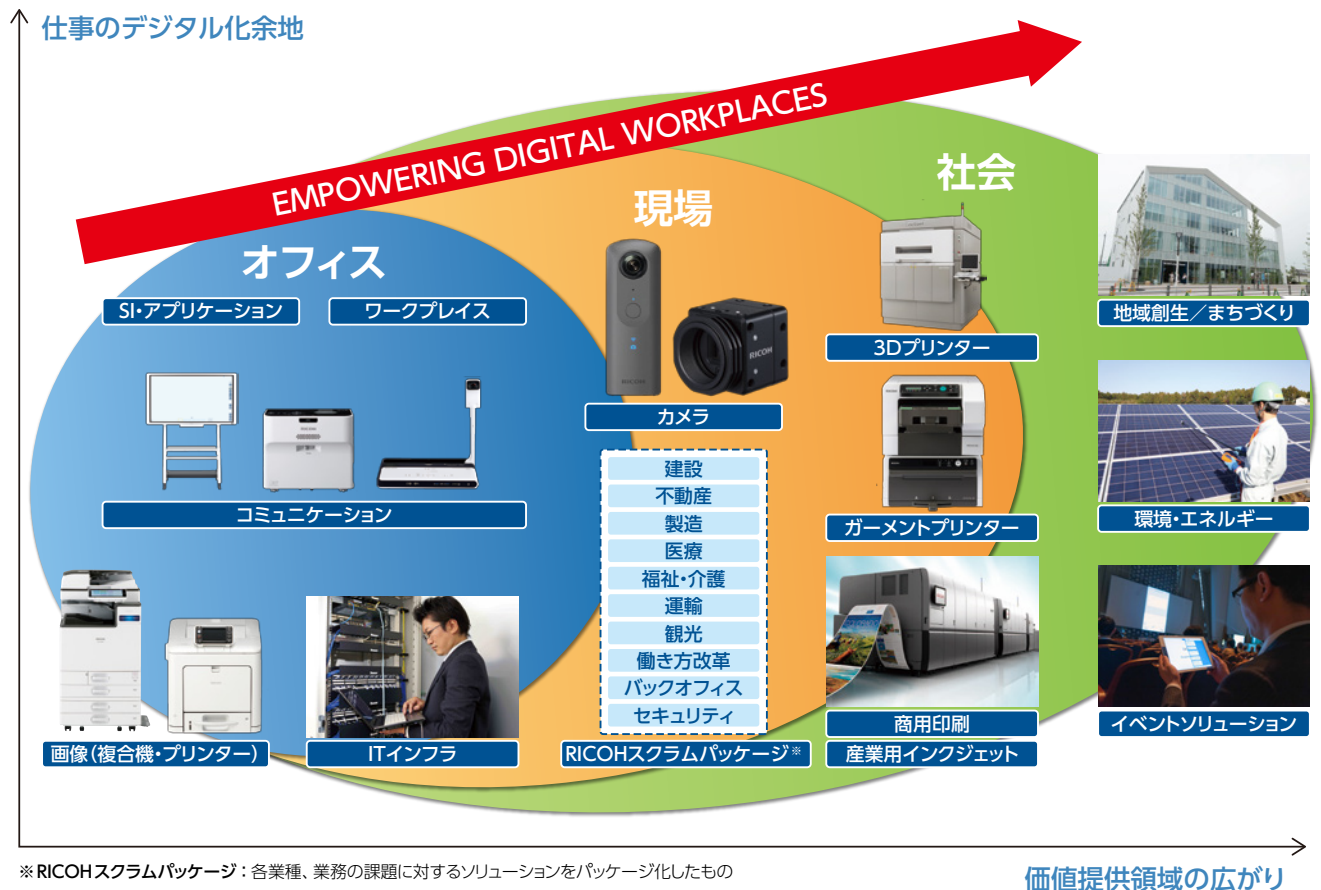 仕事のデジタル化余地
EMPOWERING DIGITAL WORKPLACES
オフィス
現場
社会
SI・アプリケーション
ワークプレイス
コミュニケーション
画像（複合機・プリンター）
ITインフラ
RICOH
RICOH
カメラ
建設
不動産
製造
医療
福祉・介護
運輸
観光
働き方改革
バックオフィス
セキュリティ
RICOHスクラムパッケージ※
3Dプリンター
ガーメントプリンター
商用印刷
産業用インクジェット
地域創生／まちづくり
環境・エネルギー
イベントソリューション
※RICOHスクラムパッケージ：各業種、業務の課題に対するソリューションをパッケージ化したもの
価値提供領域の広がり